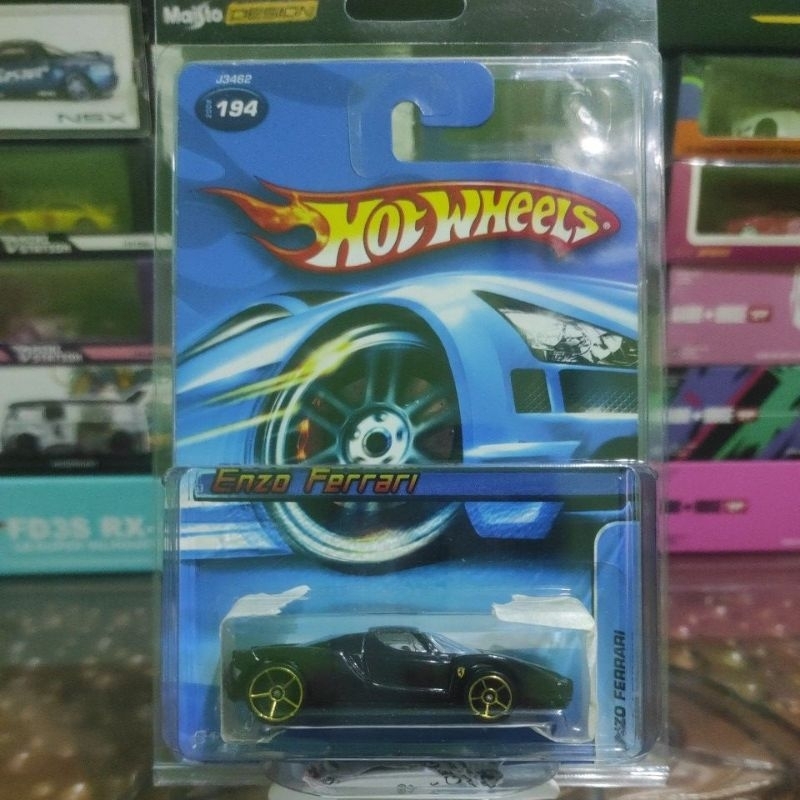 Maisto DESIGN
J3462
194
HOT WHEELS
NSX
Enzo Ferrari
FD3S RX-
ENZO FERRARI